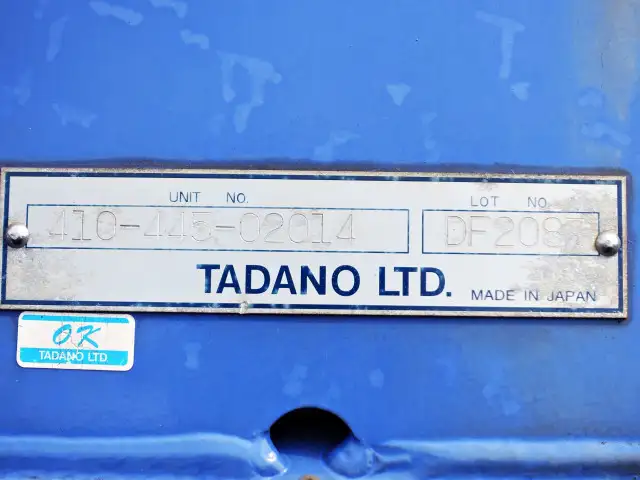 UNIT NO.
LOT NO.
410-445-02014
TADANO LTD.
MADE IN JAPAN
OK
TADANO LTD